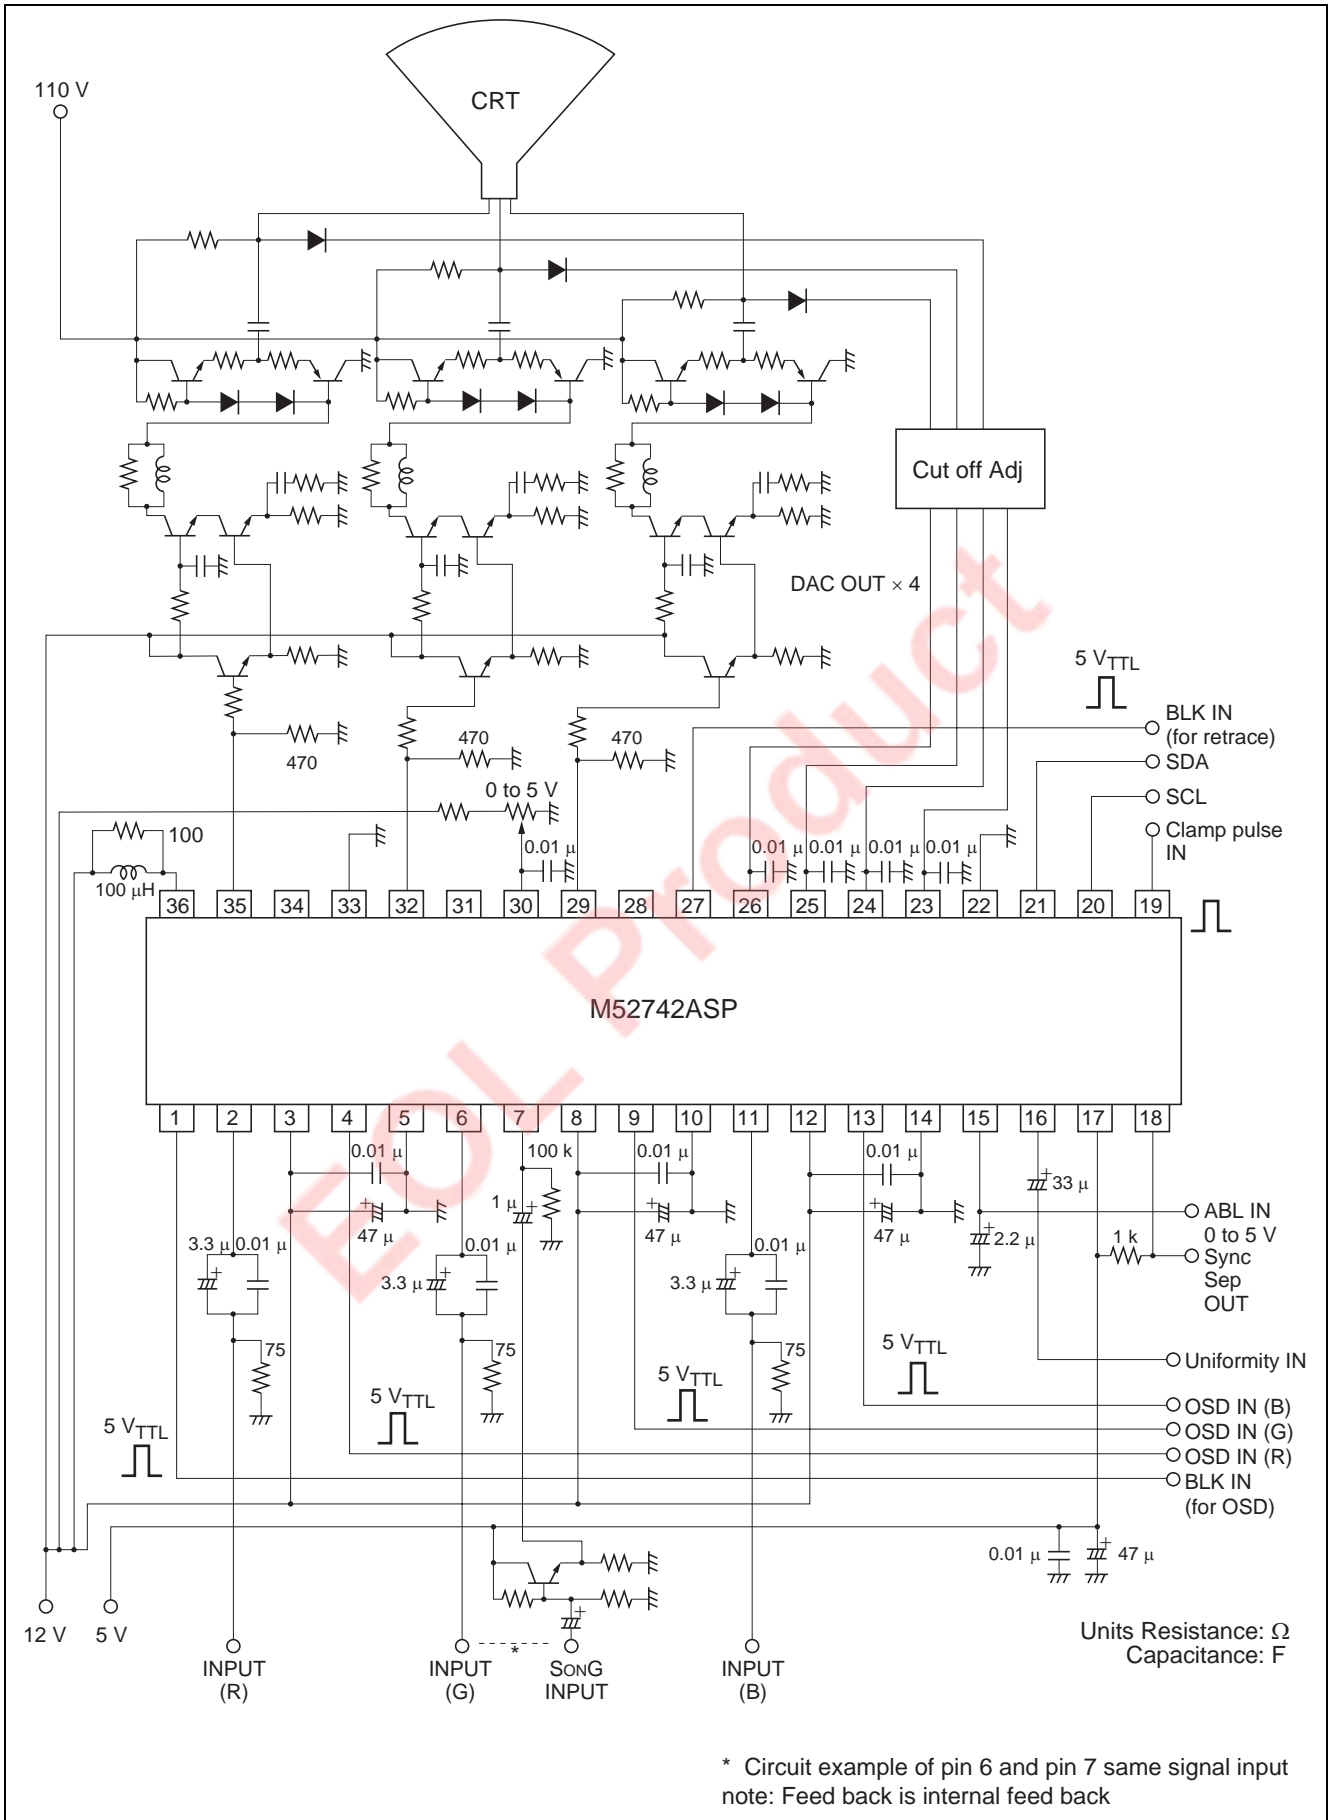 CRT
110 V
Cut off Adj
DAC OUT × 4
5 VTTL
BLK IN
(for retrace)
SDA
SCL
Clamp pulse
IN
470
470
470
0 to 5 V
100
100 μH
0.01 μ
0.01 μ
0.01 μ
0.01 μ
0.01 μ
36
35
34
33
32
31
30
29
28
27
26
25
24
23
22
21
20
19
M52742ASP
EOL Product
1
2
3
4
5
6
7
8
9
10
11
12
13
14
15
16
17
18
0.01 μ
100 k
0.01 μ
0.01 μ
+
33 μ
+
47 μ
1 μ
+
+
47 μ
+
47 μ
+
2.2 μ
ABL IN
0 to 5 V
1 k
Sync
Sep
OUT
3.3 μ
0.01 μ
+
3.3 μ
0.01 μ
+
3.3 μ
0.01 μ
+
75
75
75
5 VTTL
5 VTTL
5 VTTL
5 VTTL
Uniformity IN
OSD IN (B)
OSD IN (G)
OSD IN (R)
BLK IN
(for OSD)
0.01 μ
+
47 μ
12 V
5 V
+
*
INPUT
(R)
INPUT
(G)
SONG
INPUT
INPUT
(B)
Units Resistance: Ω
Capacitance: F
* Circuit example of pin 6 and pin 7 same signal input
note: Feed back is internal feed back